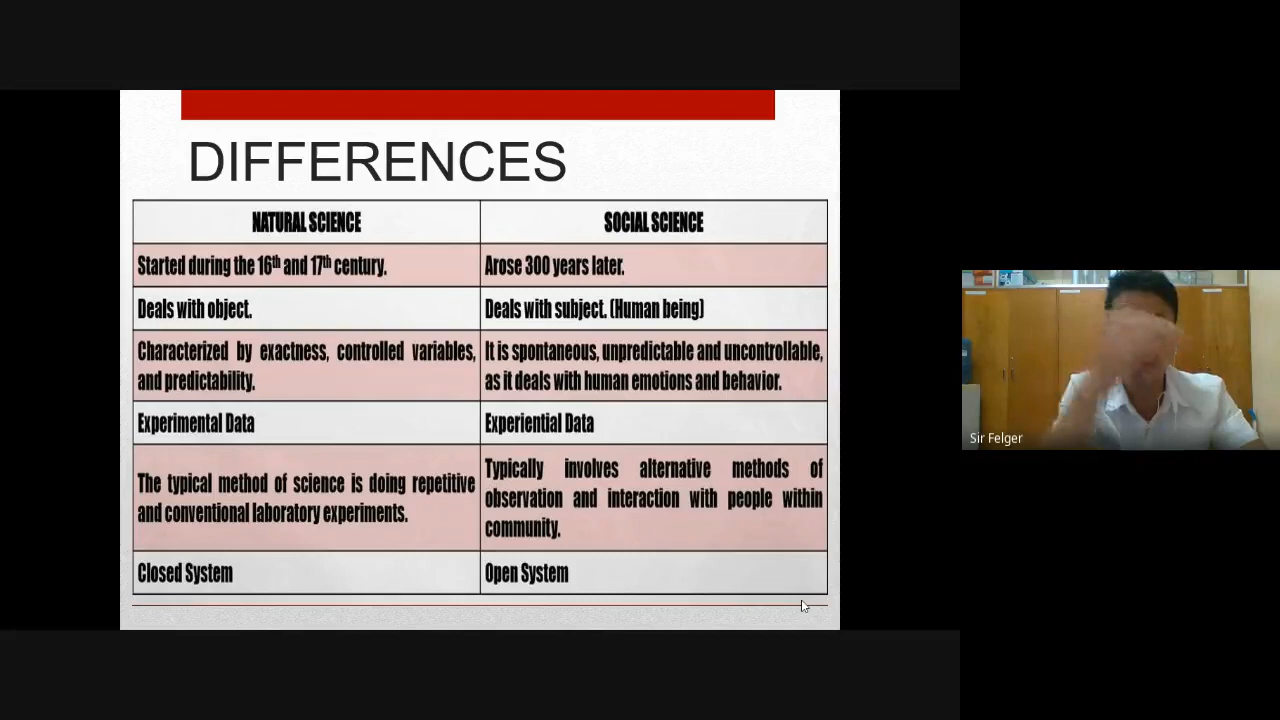 DIFFERENCES
NATURAL SCIENCE
SOCIAL SCIENCE
Started during the 16th and 17th century.
Arose 300 years later.
Deals with object.
Deals with subject. (Human being)
Characterized by exactness, controlled variables,
and predictability.
It is spontaneous, unpredictable and uncontrollable,
as it deals with human emotions and behavior.
Experimental Data
Experiential Data
The typical method of science is doing repetitive
and conventional laboratory experiments.
Typically involves alternative methods of
observation and interaction with people within
community.
Closed System
Open System
Sir Felger